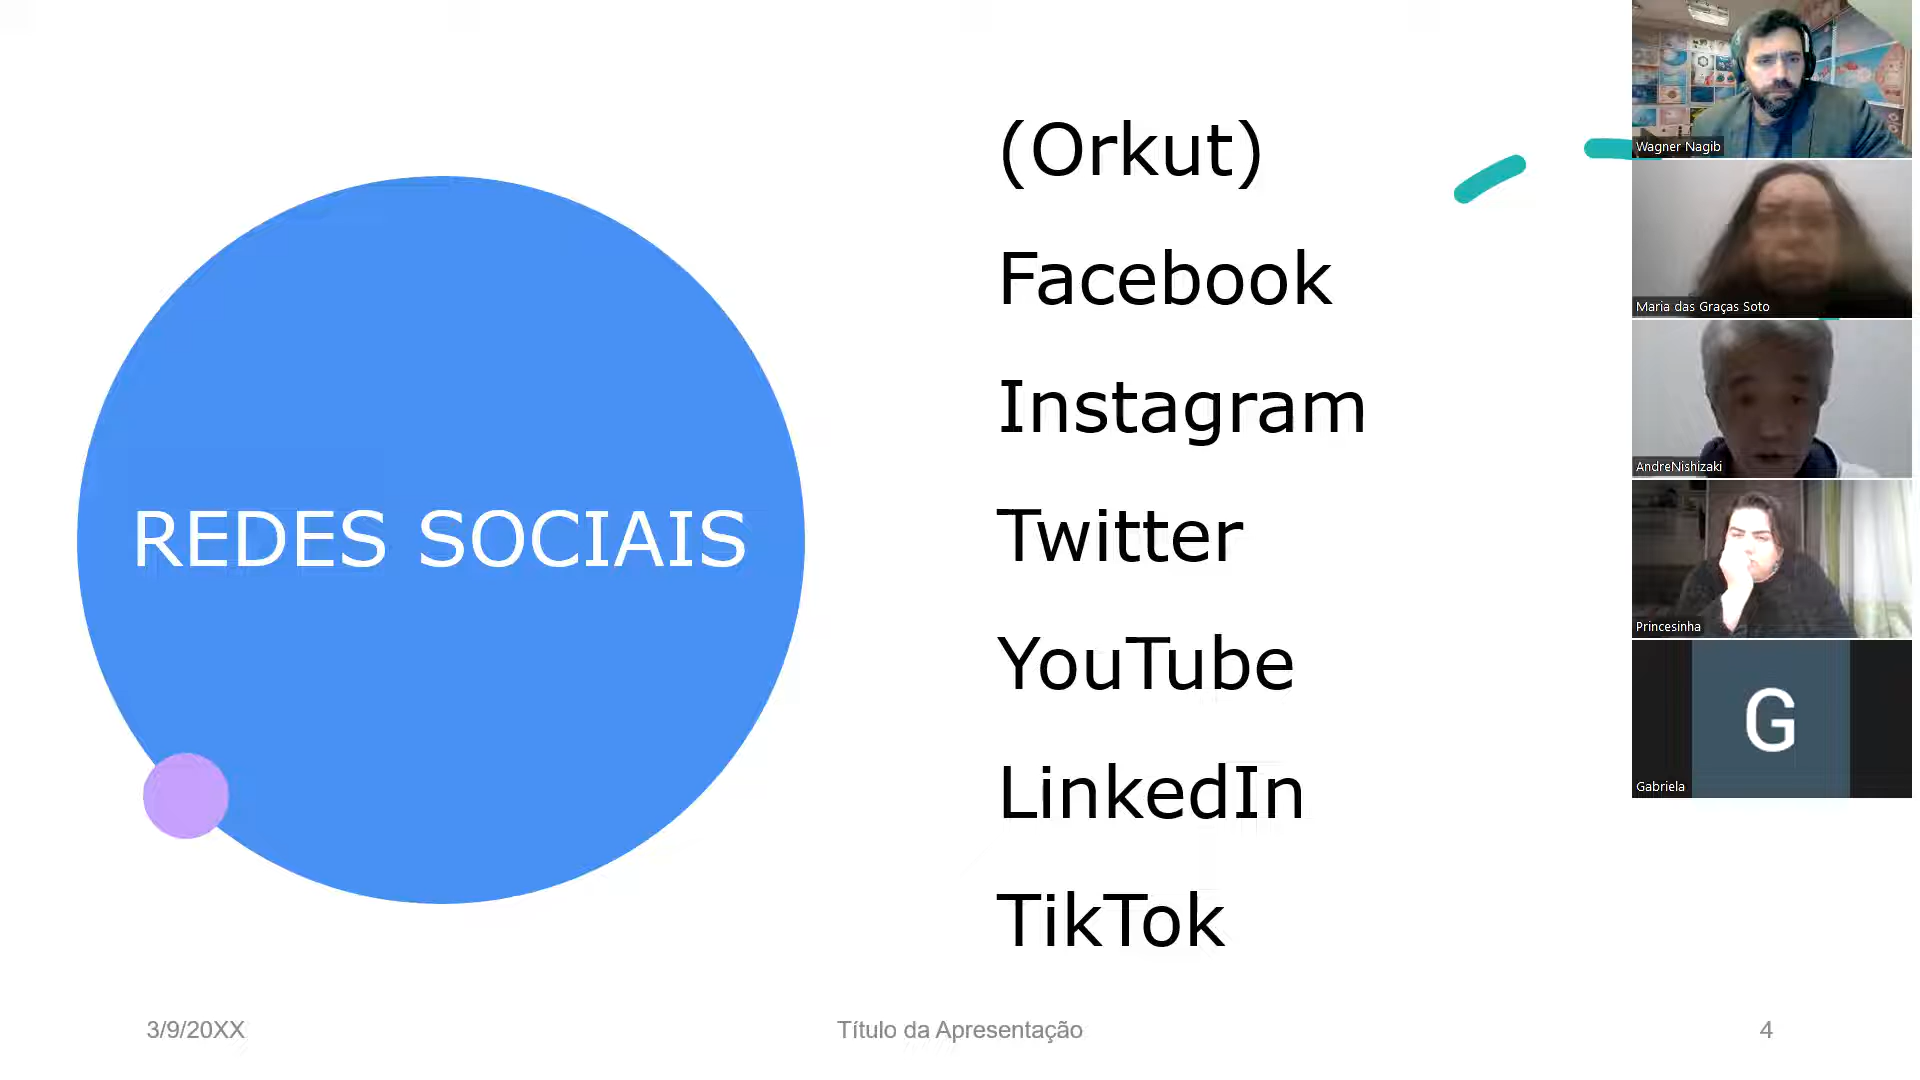 REDES SOCIAIS
(Orkut)
Facebook
Instagram
Twitter
YouTube
LinkedIn
TikTok
3/9/20XX
Título da Apresentação
4
Wagner Nagib
Maria das Graças Soto
AndreNishizaki
Princesinha
G
Gabriela